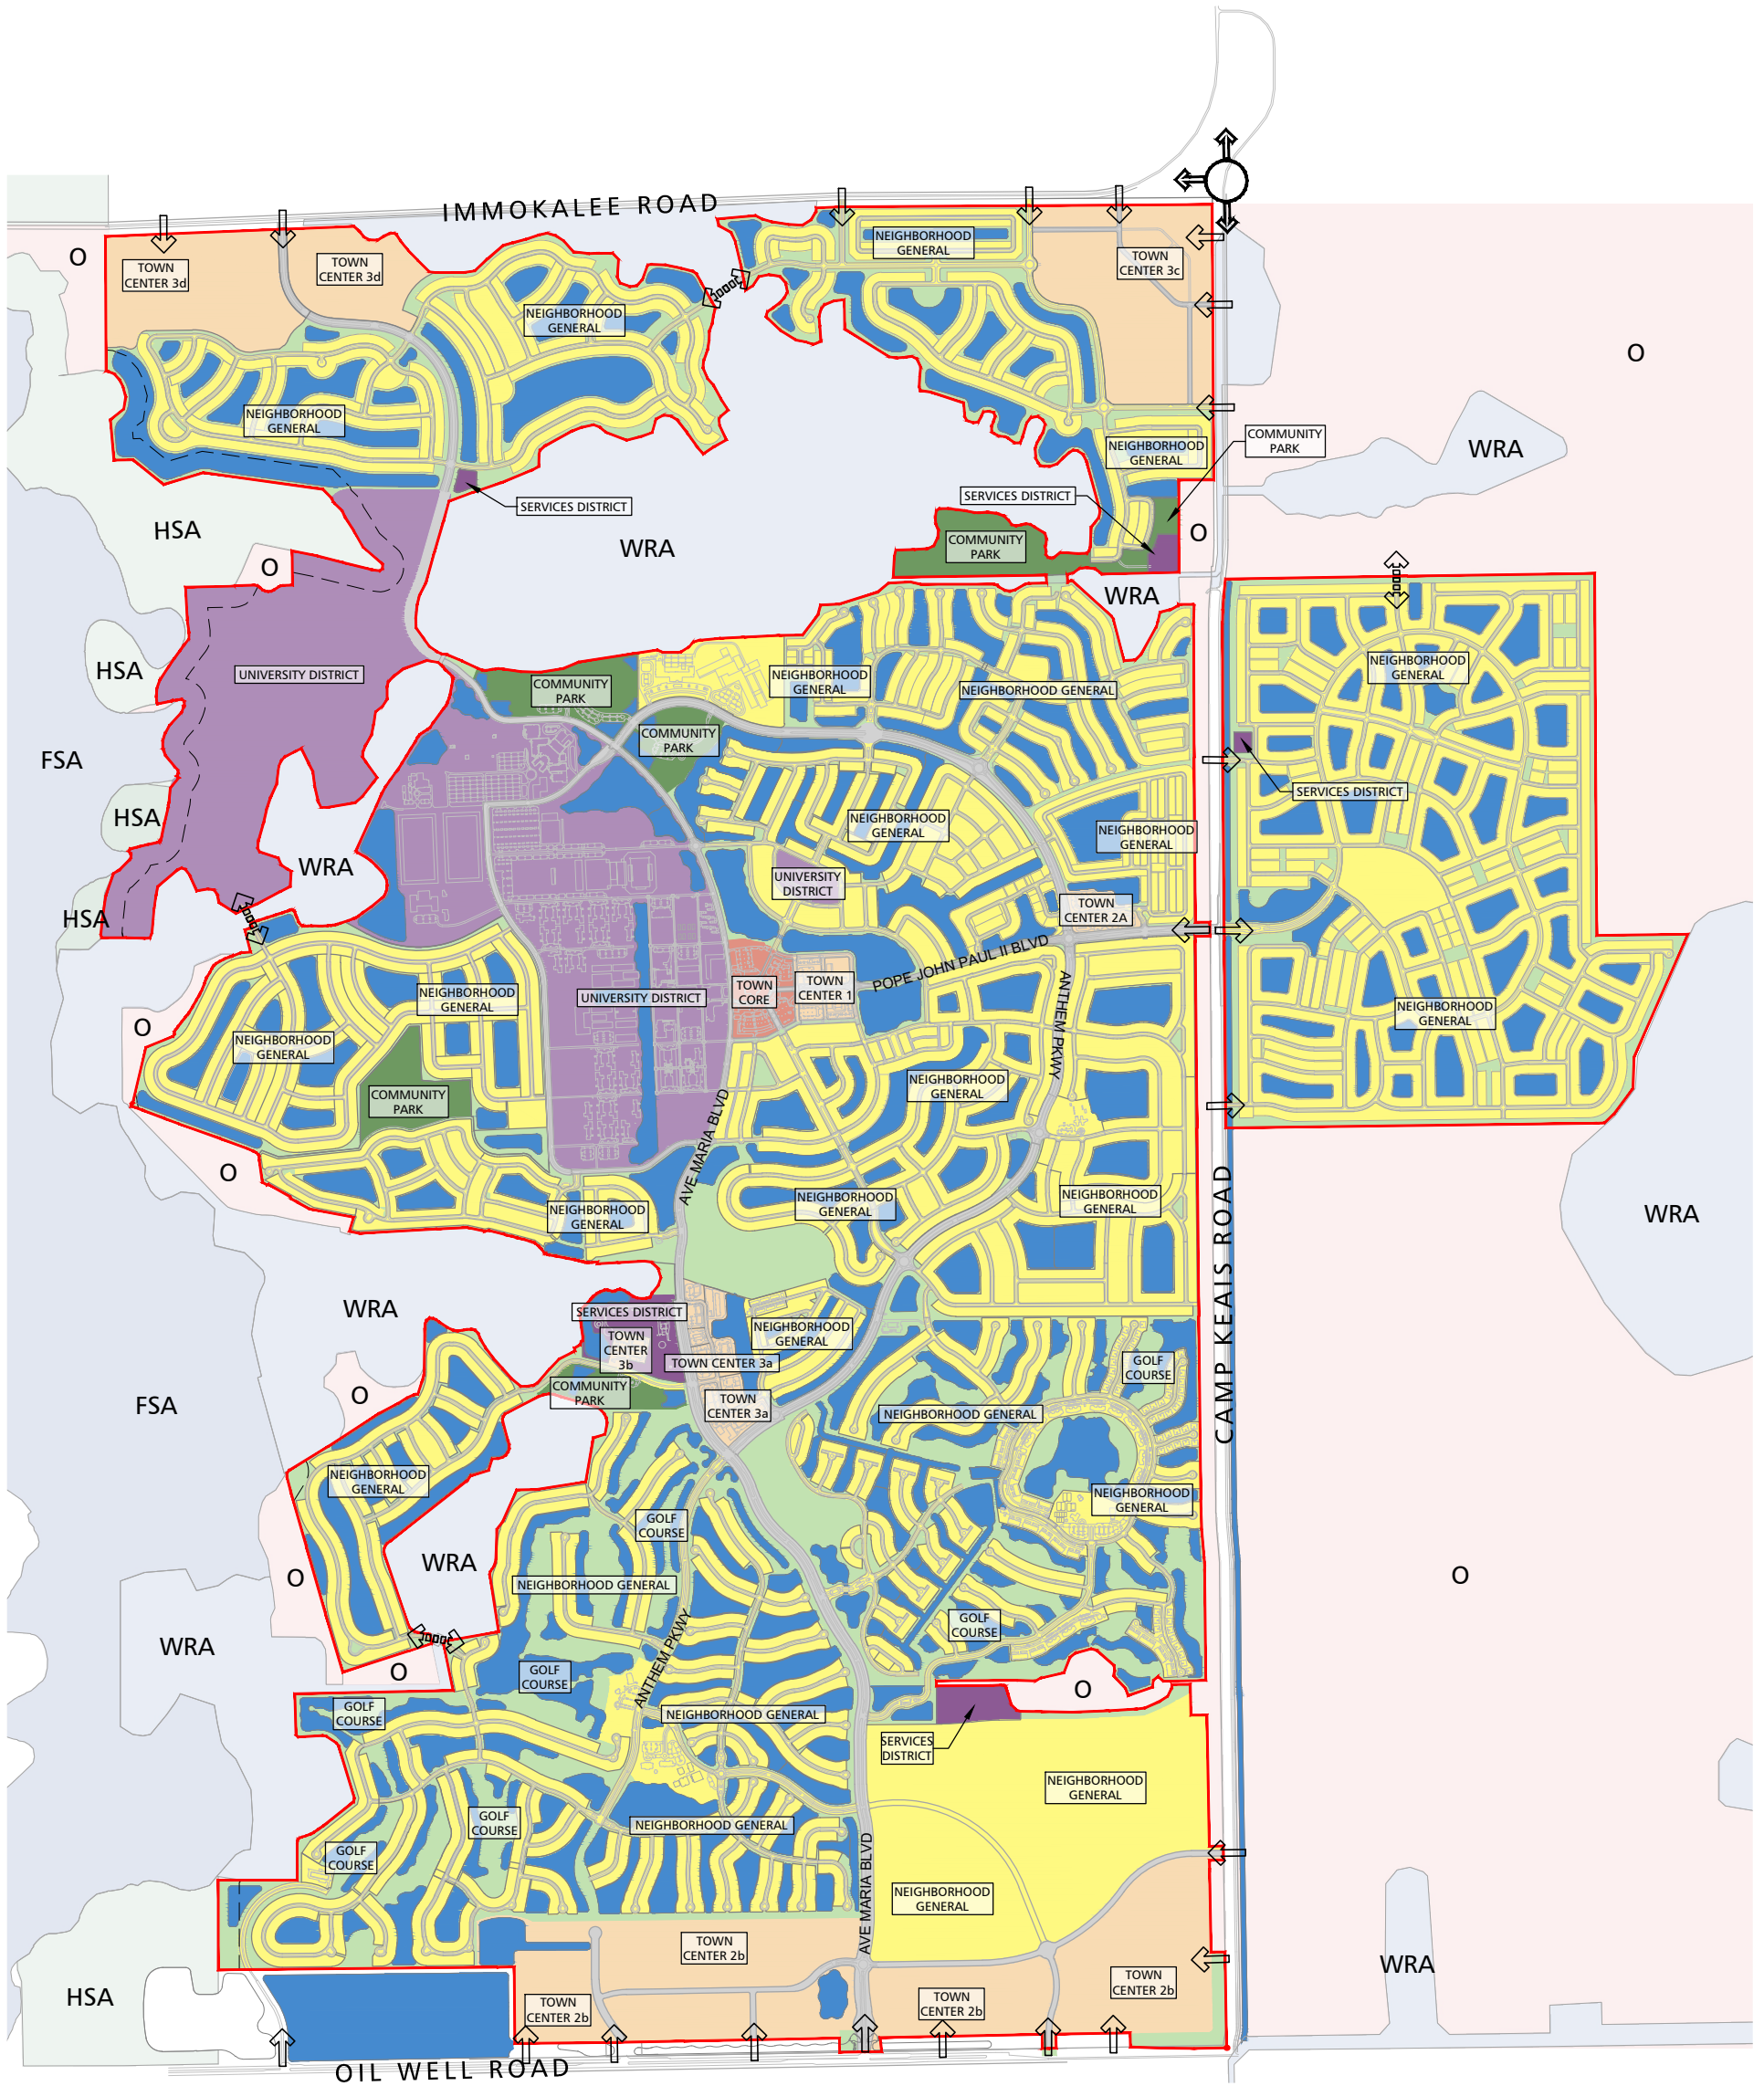 IMMOKALEE ROAD
O
TOWN
CENTER 3d
TOWN
CENTER 3d
NEIGHBORHOOD
GENERAL
TOWN
CENTER 3c
NEIGHBORHOOD
GENERAL
O
NEIGHBORHOOD
GENERAL
COMMUNITY
PARK
NEIGHBORHOOD
GENERAL
WRA
SERVICES DISTRICT
SERVICES DISTRICT
HSA
WRA
COMMUNITY
PARK
O
O
WRA
HSA
UNIVERSITY DISTRICT
COMMUNITY
PARK
NEIGHBORHOOD
GENERAL
NEIGHBORHOOD GENERAL
NEIGHBORHOOD
GENERAL
COMMUNITY
PARK
FSA
SERVICES DISTRICT
HSA
NEIGHBORHOOD
GENERAL
NEIGHBORHOOD
GENERAL
WRA
UNIVERSITY
DISTRICT
HSA
TOWN
CENTER 2A
POPE JOHN PAUL II BLVD
NEIGHBORHOOD
GENERAL
UNIVERSITY DISTRICT
TOWN
CORE
TOWN
CENTER 1
ANTHEM PKWY
NEIGHBORHOOD
GENERAL
O
NEIGHBORHOOD
GENERAL
COMMUNITY
PARK
NEIGHBORHOOD
GENERAL
AVE MARIA BLVD
O
NEIGHBORHOOD
GENERAL
NEIGHBORHOOD
GENERAL
NEIGHBORHOOD
GENERAL
WRA
CAMP KEAIS ROAD
WRA
SERVICES DISTRICT
TOWN
CENTER
3b
NEIGHBORHOOD
GENERAL
TOWN CENTER 3a
GOLF
COURSE
O
COMMUNITY
PARK
TOWN
CENTER 3a
FSA
NEIGHBORHOOD GENERAL
NEIGHBORHOOD
GENERAL
NEIGHBORHOOD
GENERAL
GOLF
COURSE
WRA
O
NEIGHBORHOOD GENERAL
O
GOLF
COURSE
WRA
ANTHEM PKWY
O
GOLF
COURSE
O
GOLF
COURSE
NEIGHBORHOOD GENERAL
SERVICES
DISTRICT
NEIGHBORHOOD
GENERAL
GOLF
COURSE
NEIGHBORHOOD GENERAL
GOLF
COURSE
AVE MARIA BLVD
NEIGHBORHOOD
GENERAL
TOWN
CENTER 2b
WRA
HSA
TOWN
CENTER 2b
TOWN
CENTER 2b
TOWN
CENTER 2b
OIL WELL ROAD